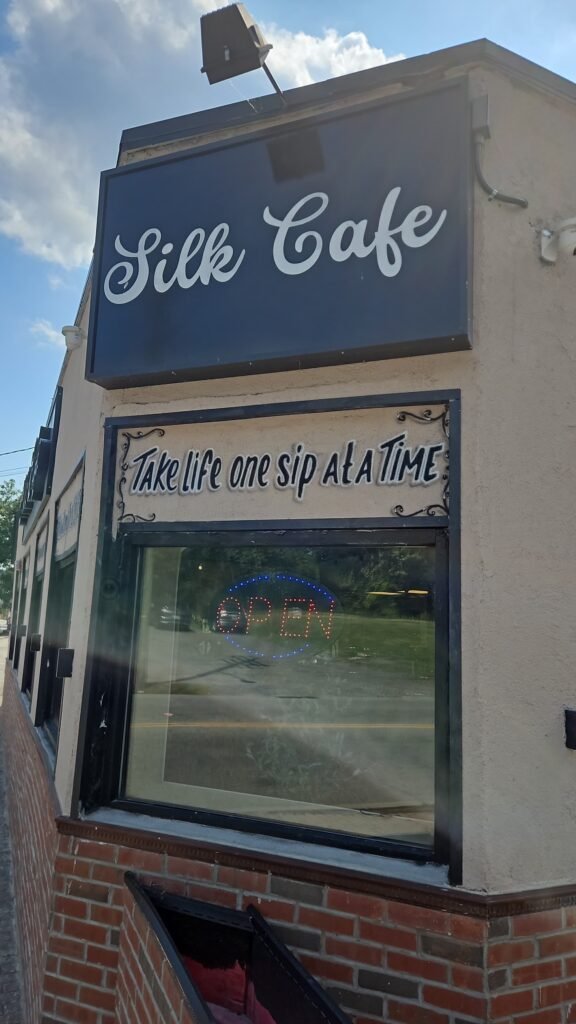 Silk Cafe
TAKE lIfe one sip At A TIME
OPEN